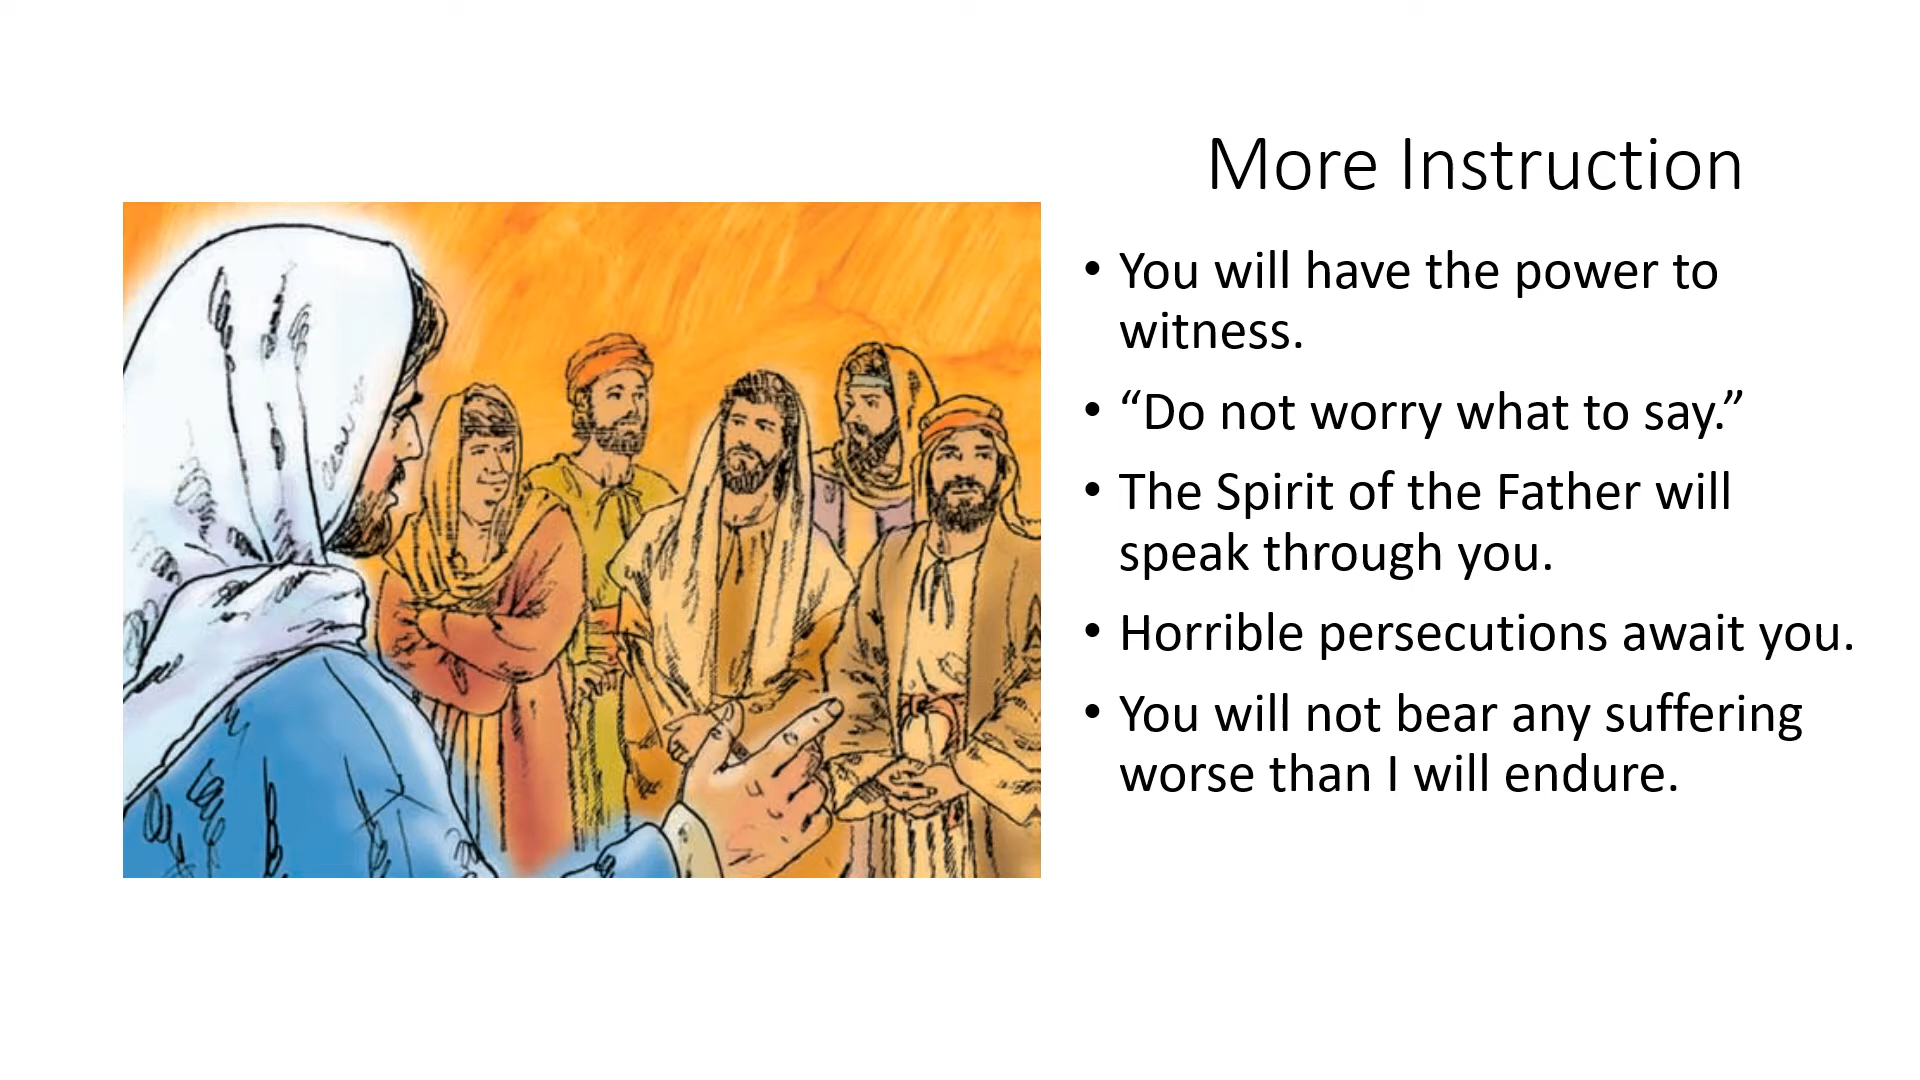 More Instruction
• You will have the power to
witness.
• “Do not worry what to say.”
• The Spirit of the Father will
speak through you.
• Horrible persecutions await you.
• You will not bear any suffering
worse than I will endure.